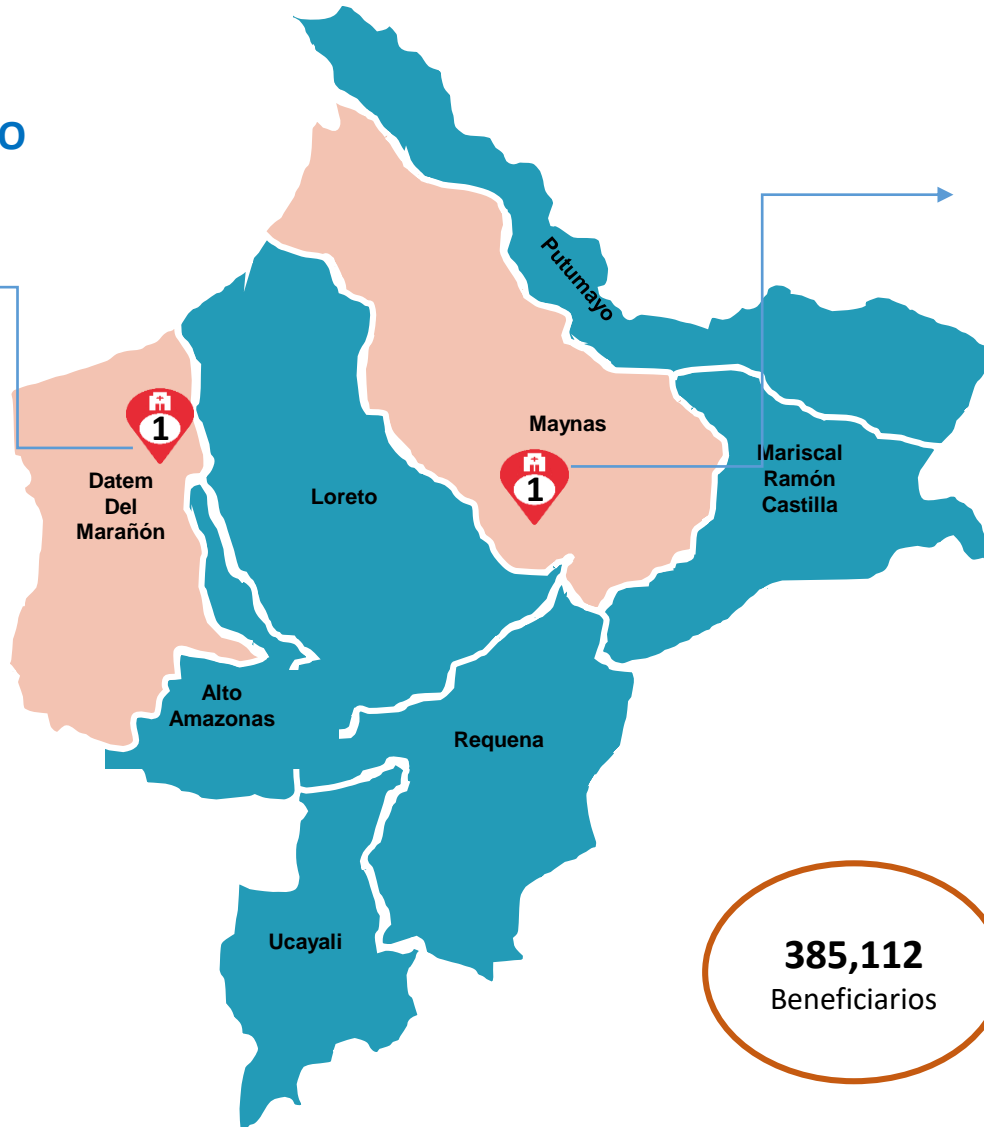 O
Putumayo
Maynas
1
1
Datem
Del
Marañón
Loreto
Mariscal
Ramón
Castilla
Alto
Amazonas
Requena
Ucayali
385,112
Beneficiarios